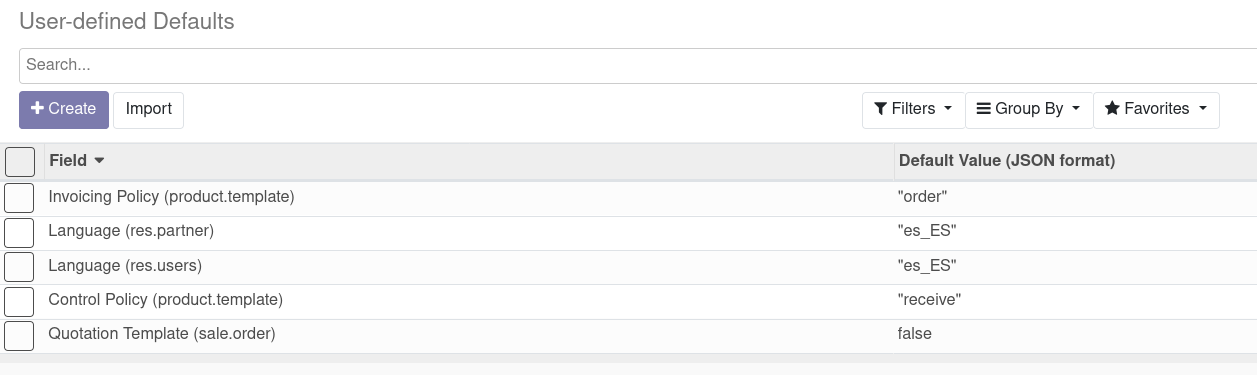 User-defined Defaults
Search...
Create Import Filters Group By Favorites
Field Default Value (JSON format)
Invoicing Policy (product.template) "order"
Language (res.partner) "es_ES"
Language (res.users) "es_ES"
Control Policy (product.template) "receive"
Quotation Template (sale.order) false